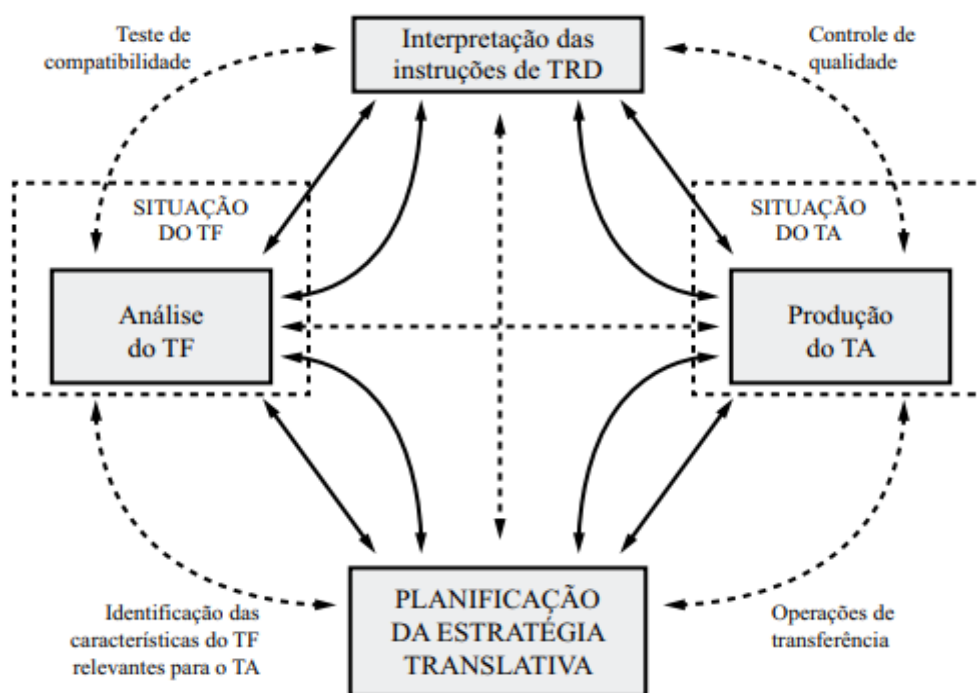 Teste de
compatibilidade
Interpretação das
instruções de TRD
Controle de
qualidade
SITUAÇÃO
DO TF
SITUAÇÃO
DO TA
Análise
do TF
Produção
do TA
Identificação das
características do TF
relevantes para o TA
PLANIFICAÇÃO
DA ESTRATÉGIA
TRANSLATIVA
Operações de
transferência